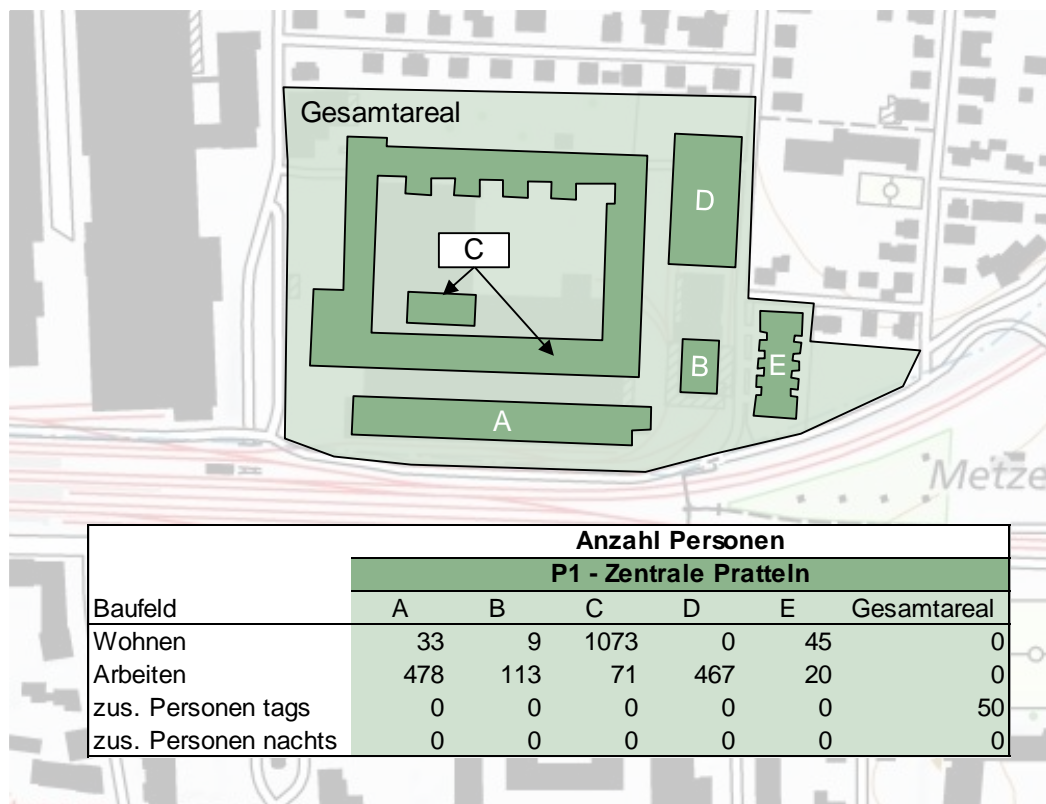 Gesamtareal
D
C
B
E
A
Metze
Anzahl Personen
P1 - Zentrale Pratteln
Baufeld A B C D E Gesamtareal
Wohnen 33 9 1073 0 45 0
Arbeiten 478 113 71 467 20 0
zus. Personen tags 0 0 0 0 0 50
zus. Personen nachts 0 0 0 0 0 0